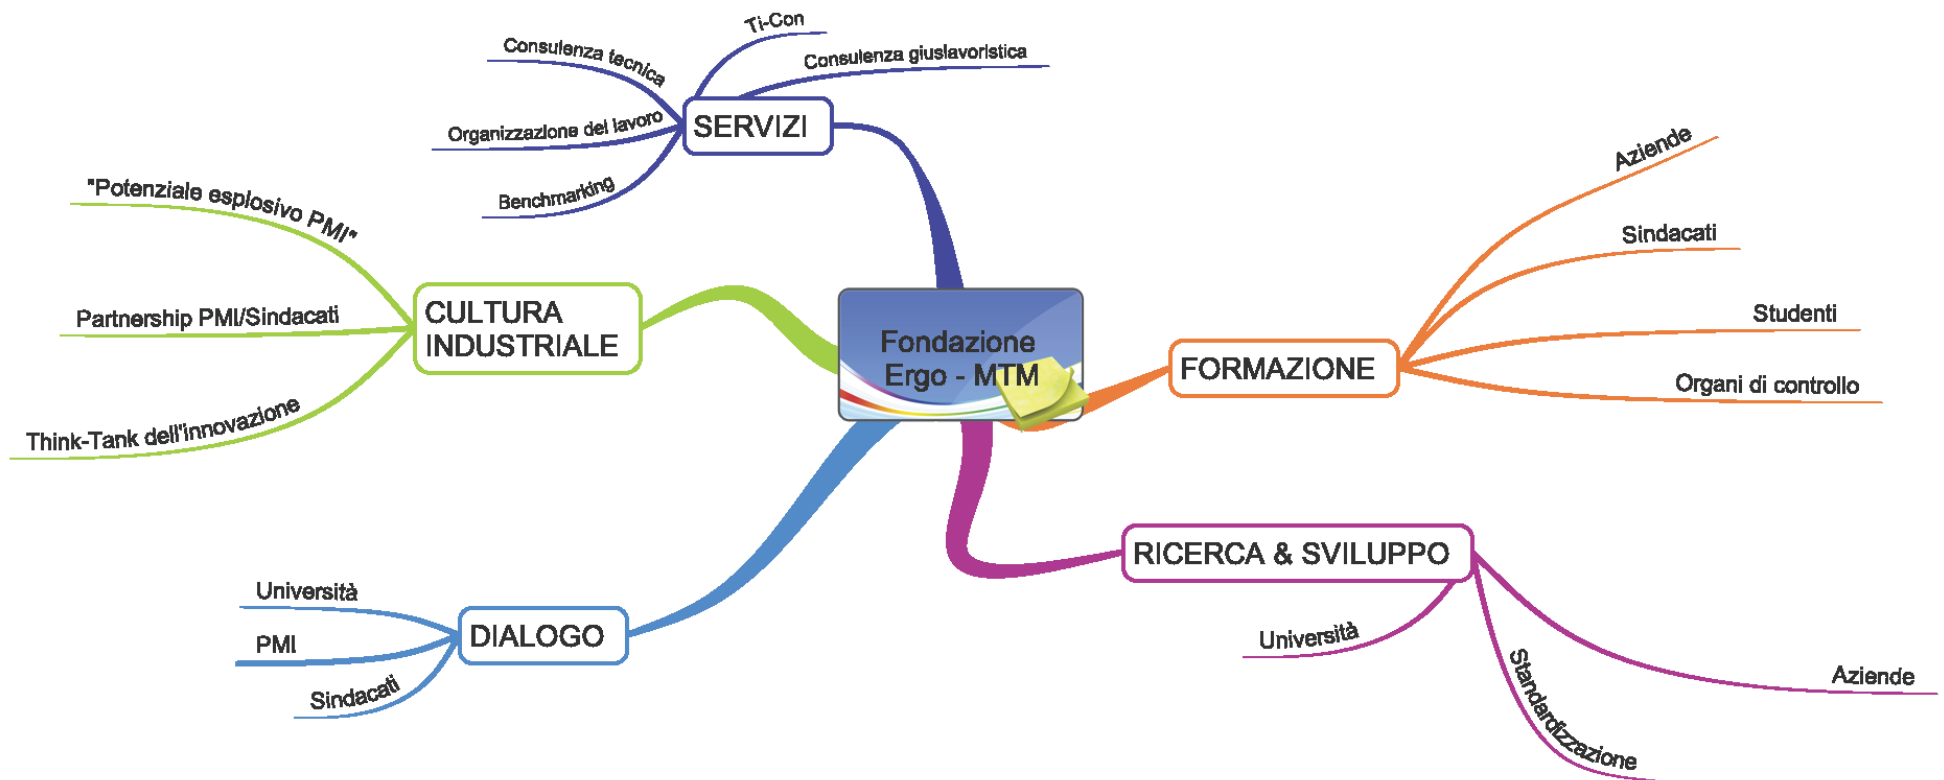 Ti-Con
Consulenza tecnica
Consulenza giuslavoristica
Organizzazione del lavoro
SERVIZI
Benchmarking
"Potenziale esplosivo PMI"
CULTURA
INDUSTRIALE
Partnership PMI/Sindacati
Think-Tank dell'innovazione
Fondazione
Ergo - MTM
Aziende
Sindacati
Studenti
FORMAZIONE
Organi di controllo
Università
PMI
DIALOGO
Sindacati
RICERCA & SVILUPPO
Università
Standardizzazione
Aziende